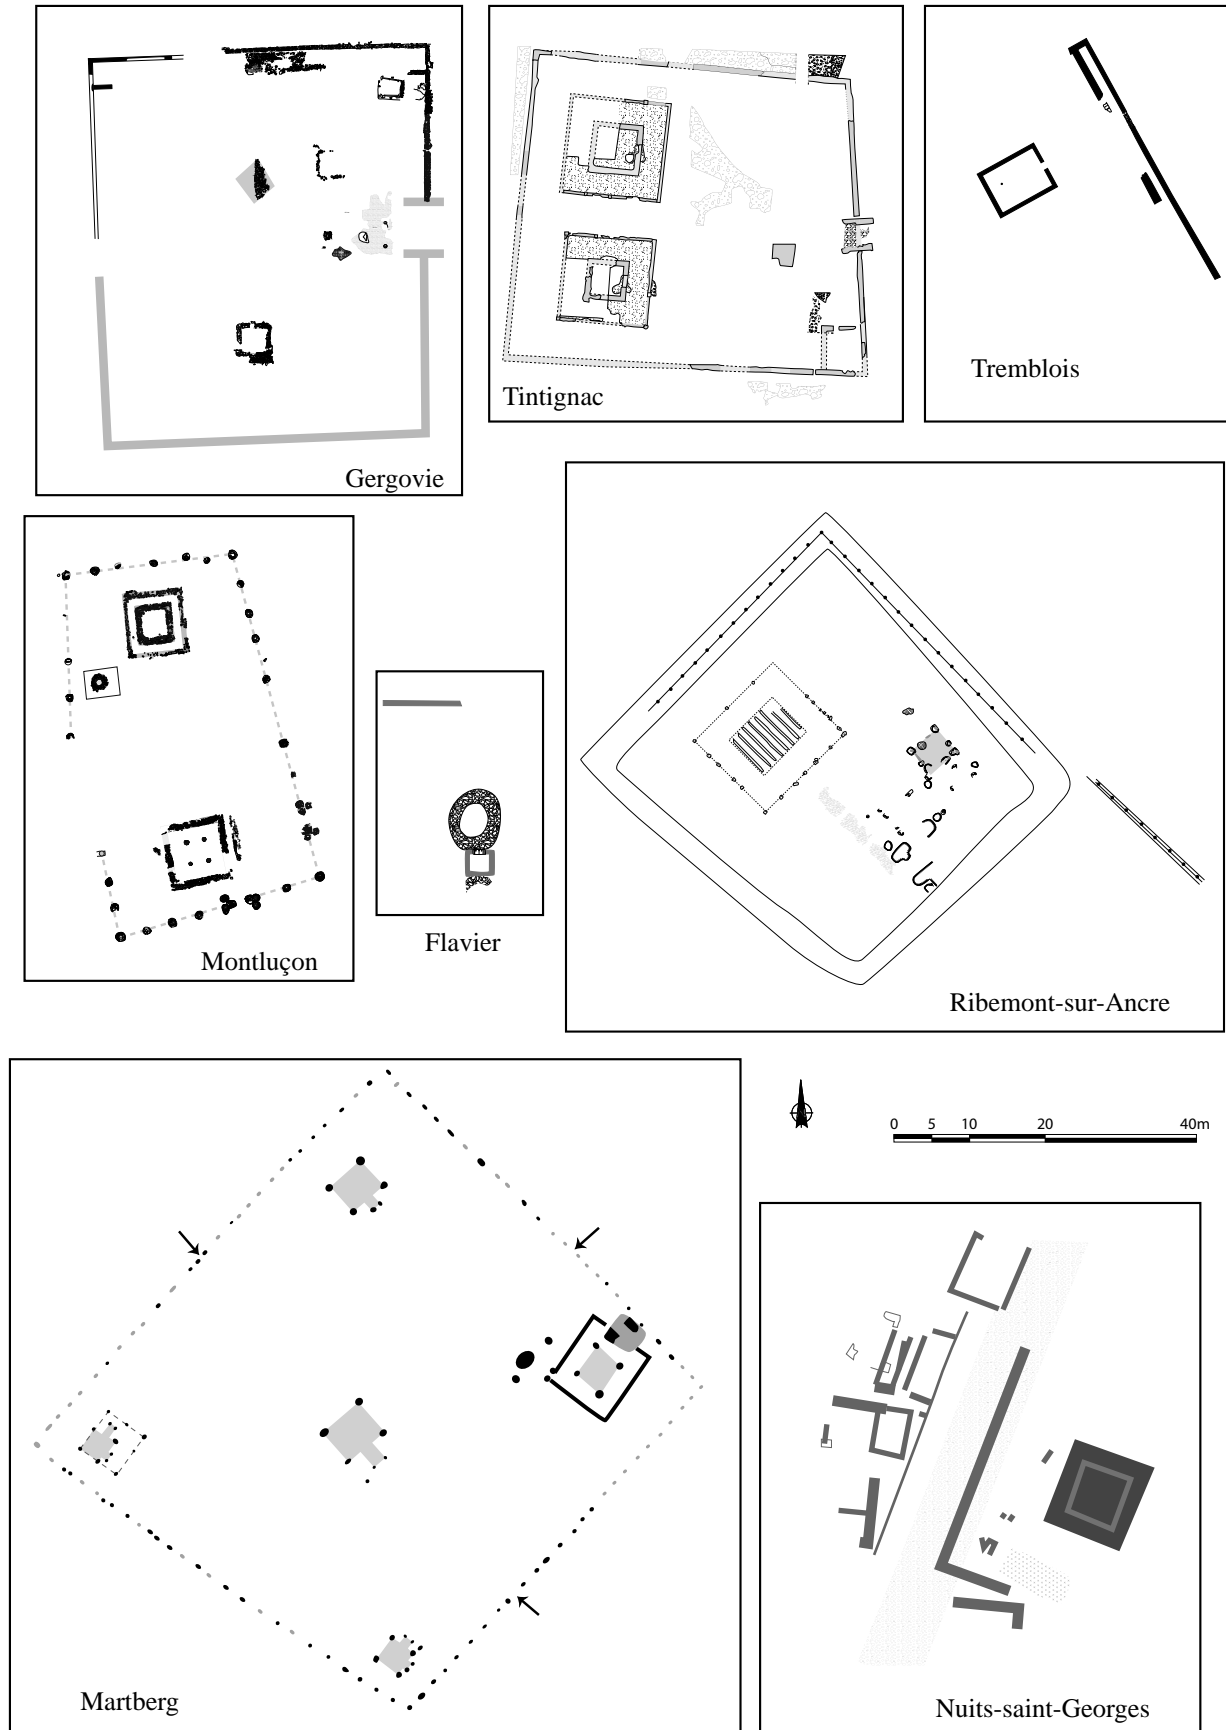 Gergovie
Tintignac
Tremblois
Montluçon
Flavier
Ribemont-sur-Ancre
0 5 10 20 40m
Martberg
Nuits-saint-Georges